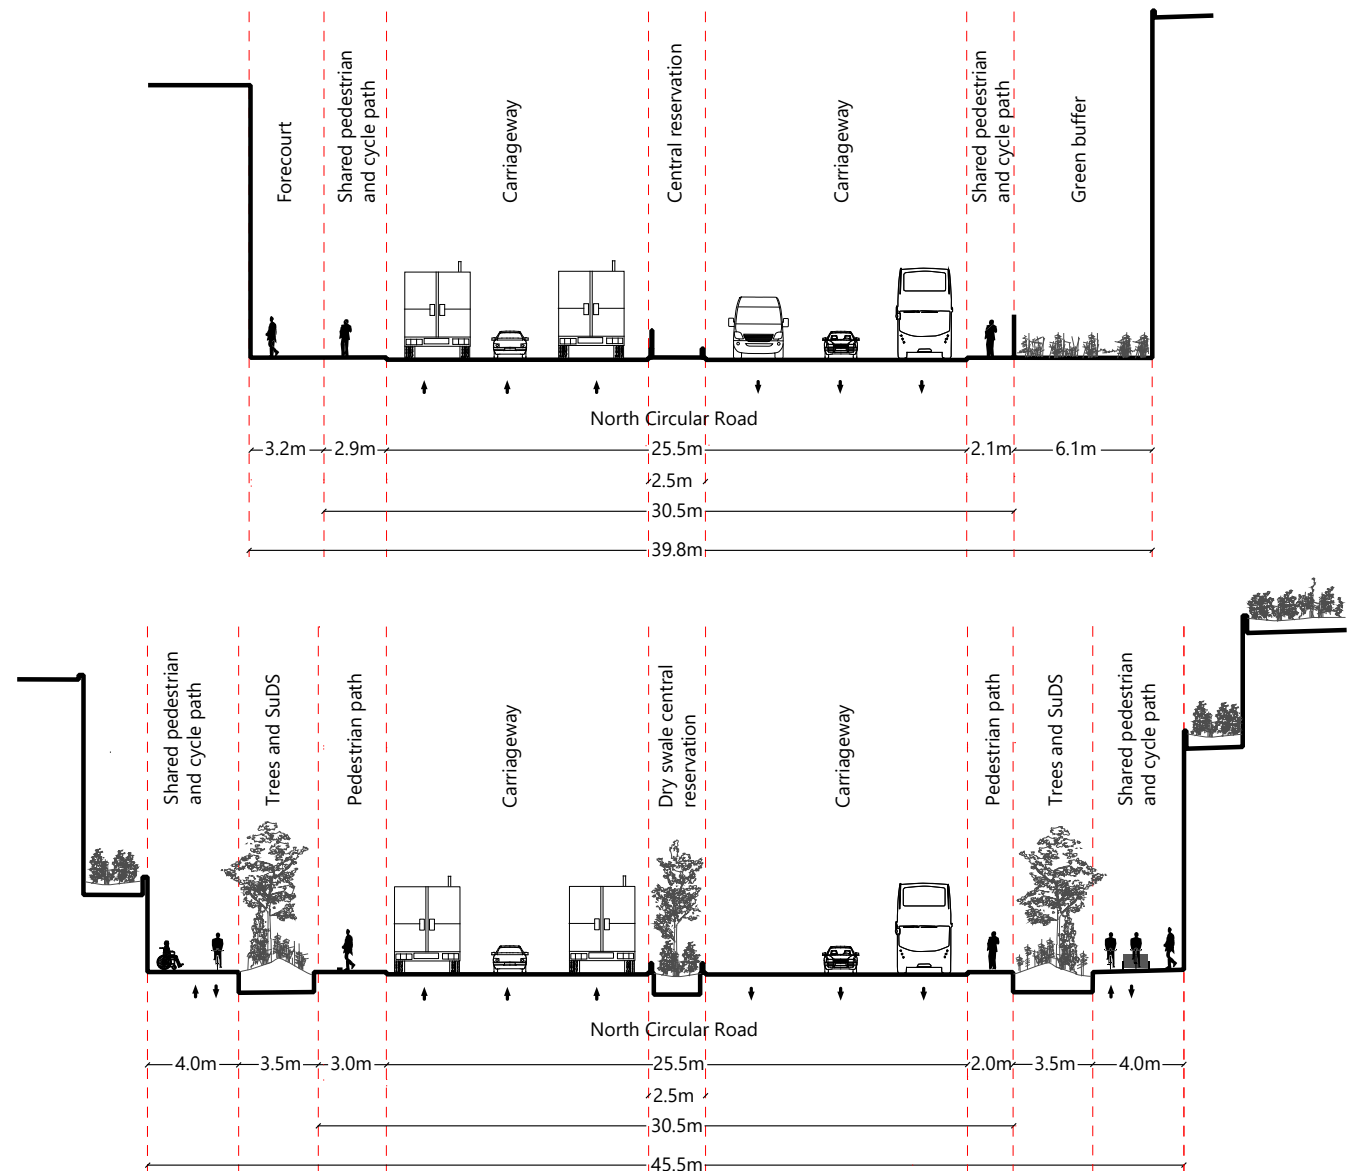 Forecourt
Shared pedestrian
and cycle path
Carriageway
Central reservation
Carriageway
Shared pedestrian
and cycle path
Green buffer
North Circular Road
3.2m
2.9m
25.5m
2.1m
6.1m
2.5m
30.5m
39.8m
Shared pedestrian
and cycle path
Trees and SuDS
Pedestrian path
Carriageway
Dry swale central
reservation
Carriageway
Pedestrian path
Trees and SuDS
Shared pedestrian
and cycle path
North Circular Road
4.0m
3.5m
3.0m
25.5m
2.0m
3.5m
4.0m
2.5m
30.5m
45.5m